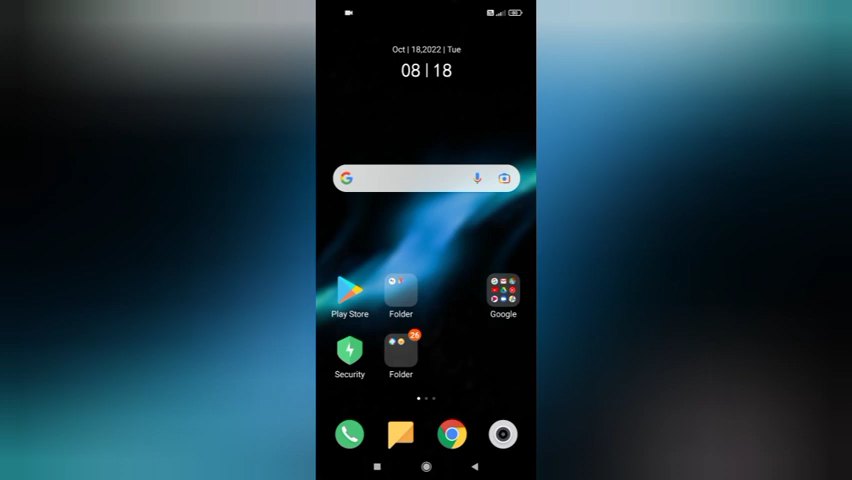 Oct | 18,2022 | Tue
08 | 18
Play Store
Folder
Google
26
Security
Folder